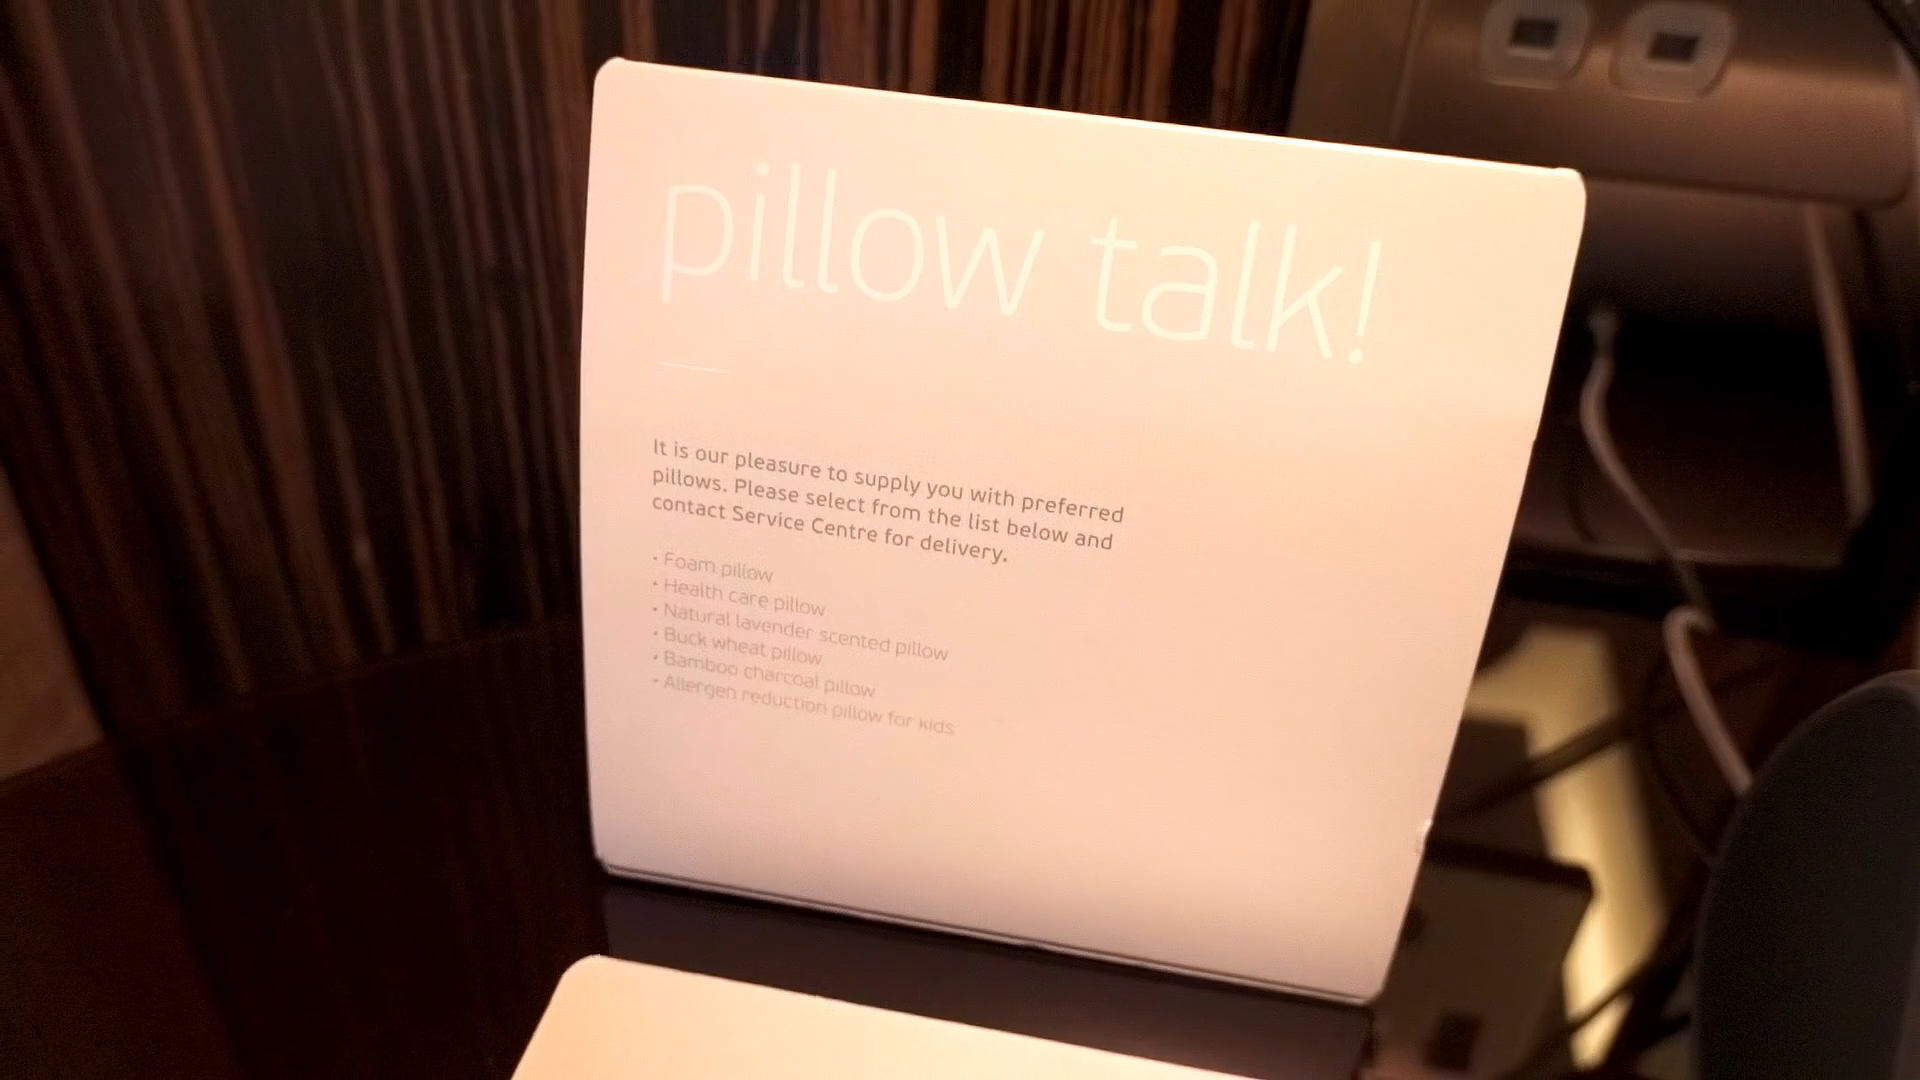 pillow talk!
It is our pleasure to supply you with preferred
pillows. Please select from the list below and
contact Service Centre for delivery.
• Foam pillow
• Health care pillow
• Natural lavender scented pillow
• Buck wheat pillow
• Bamboo charcoal pillow
• Allergen reduction pillow for kids